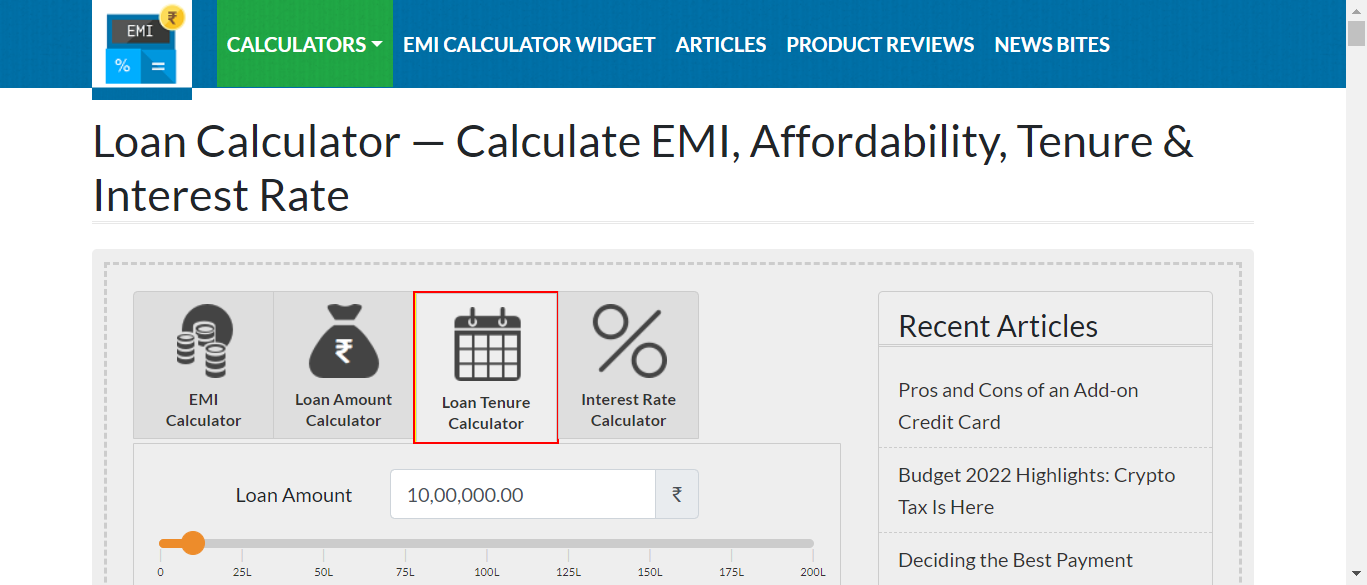 EMI
₹
% =
CALCULATORS EMI CALCULATOR WIDGET ARTICLES PRODUCT REVIEWS NEWS BITES
Loan Calculator — Calculate EMI, Affordability, Tenure &
Interest Rate
₹
EMI
Calculator
Loan Amount
Calculator
Loan Tenure
Calculator
%
Interest Rate
Calculator
Loan Amount 10,00,000.00 ₹
0 25L 50L 75L 100L 125L 150L 175L 200L
Recent Articles
Pros and Cons of an Add-on
Credit Card
Budget 2022 Highlights: Crypto
Tax Is Here
Deciding the Best Payment